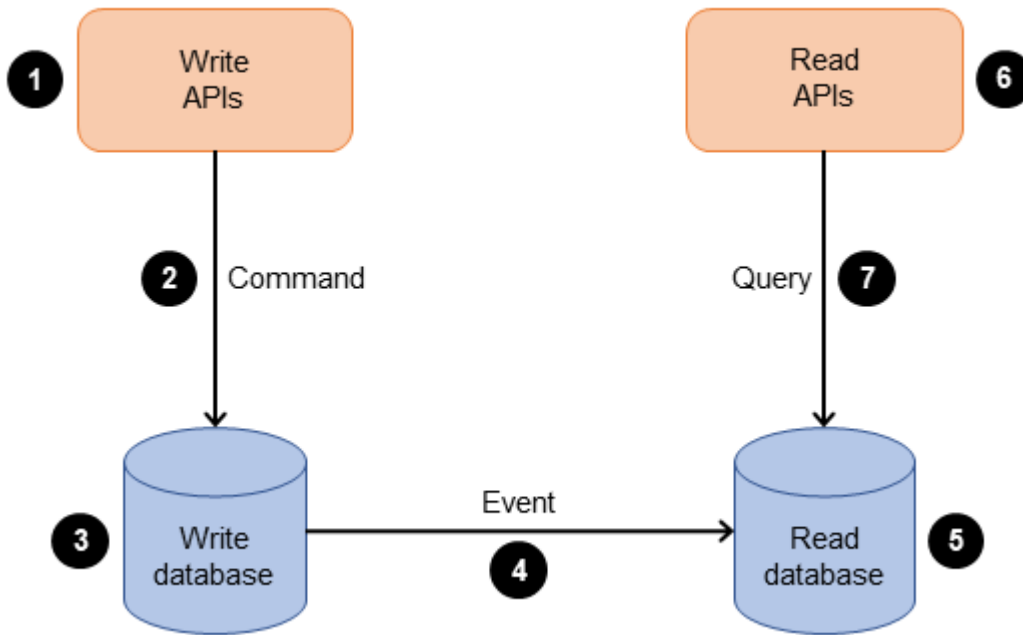 1
Write
APIs
Read
APIs
6
2
Command
Query
7
3
Write
database
Event
4
Read
database
5